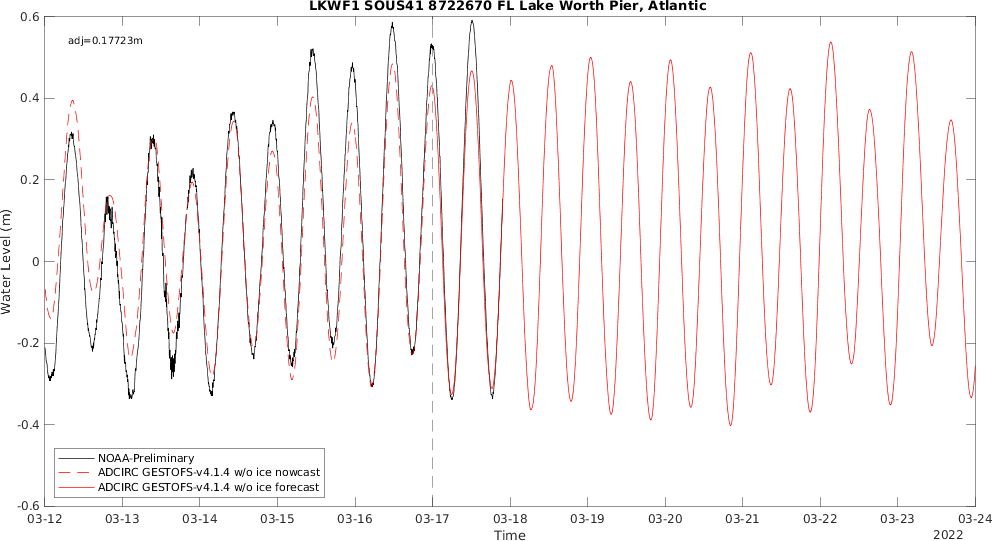 LKWF1 SOUS41 8722670 FL Lake Worth Pier, Atlantic
adj=0.17723m
0.6
0.4
0.2
0
-0.2
-0.4
-0.6
Water Level (m)
NOAA-Preliminary
ADCIRC GESTOFS-v4.1.4 w/o ice nowcast
ADCIRC GESTOFS-v4.1.4 w/o ice forecast
03-12 03-13 03-14 03-15 03-16 03-17 03-18 03-19 03-20 03-21 03-22 03-23 03-24
Time
2022